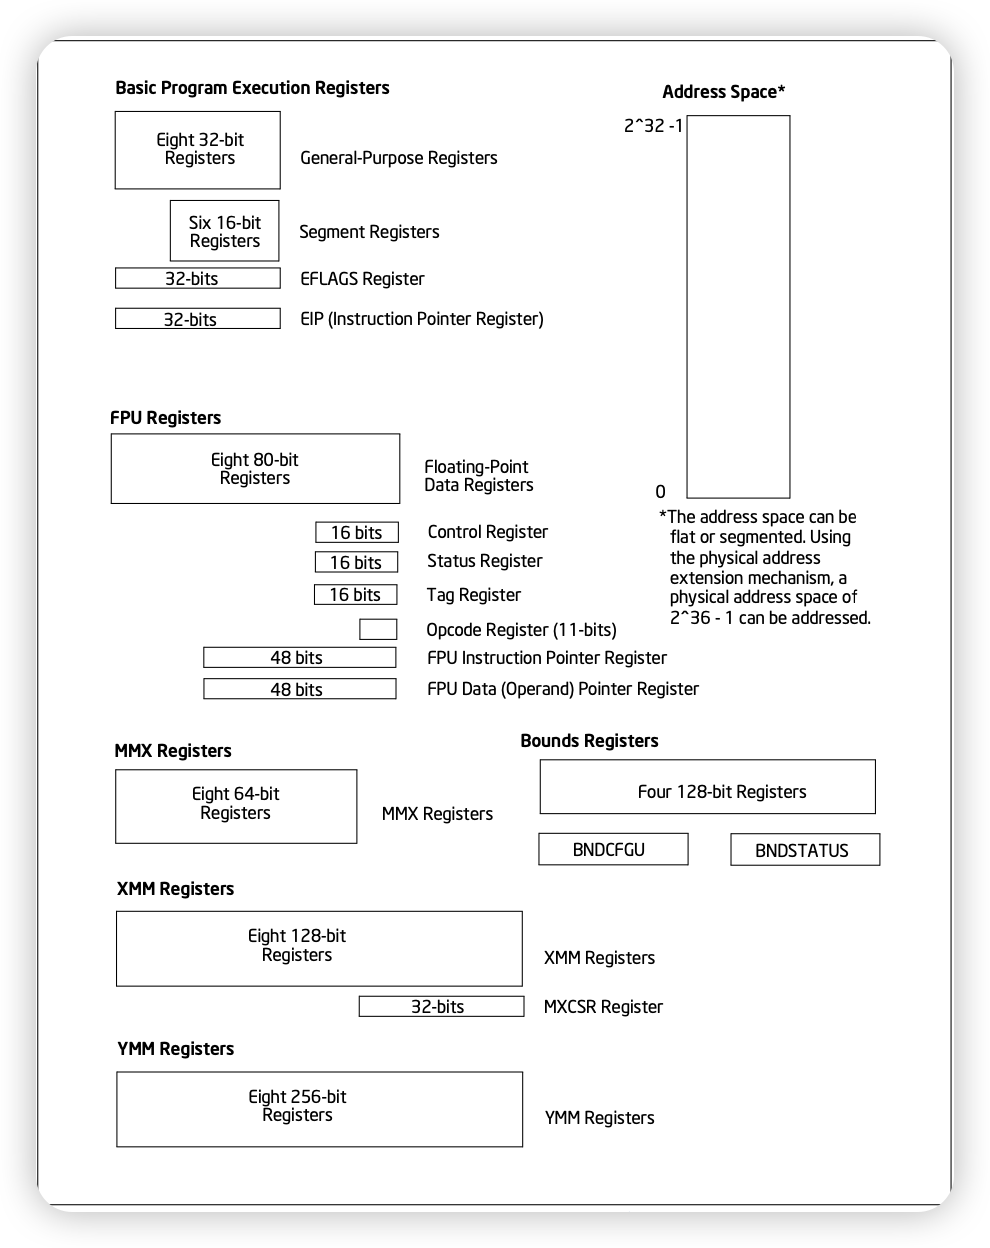 Basic Program Execution Registers
Eight 32-bit
Registers
General-Purpose Registers
Six 16-bit
Registers
Segment Registers
32-bits
EFLAGS Register
32-bits
EIP (Instruction Pointer Register)
Address Space*
2^32 -1
0
*The address space can be
flat or segmented. Using
the physical address
extension mechanism, a
physical address space of
2^36 - 1 can be addressed.
FPU Registers
Eight 80-bit
Registers
Floating-Point
Data Registers
16 bits
Control Register
16 bits
Status Register
16 bits
Tag Register
Opcode Register (11-bits)
48 bits
FPU Instruction Pointer Register
48 bits
FPU Data (Operand) Pointer Register
MMX Registers
Eight 64-bit
Registers
MMX Registers
Bounds Registers
Four 128-bit Registers
BNDCFGU
BNDSTATUS
XMM Registers
Eight 128-bit
Registers
XMM Registers
32-bits
MXCSR Register
YMM Registers
Eight 256-bit
Registers
YMM Registers